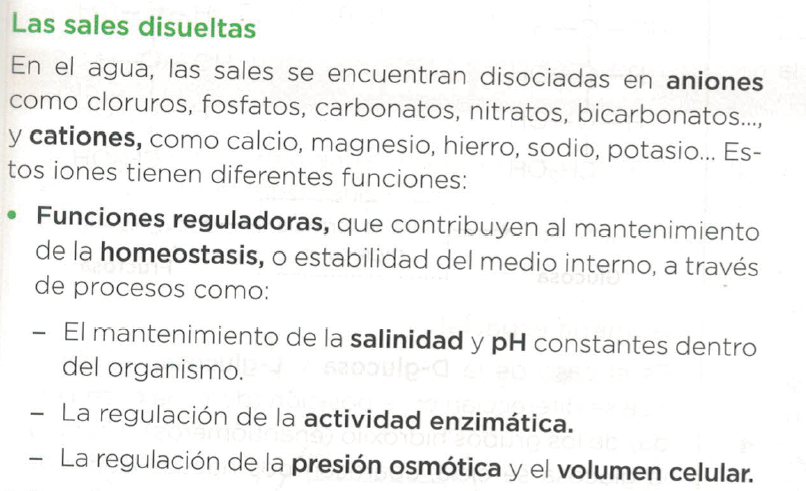 Las sales disueltas
En el agua, las sales se encuentran disociadas en aniones
como cloruros, fosfatos, carbonatos, nitratos, bicarbonatos...,
y cationes, como calcio, magnesio, hierro, sodio, potasio... Es-
tos iones tienen diferentes funciones:
• Funciones reguladoras, que contribuyen al mantenimiento
de la homeostasis, o estabilidad del medio interno, a través
de procesos como:
– El mantenimiento de la salinidad y pH constantes dentro
del organismo.
– La regulación de la actividad enzimática.
– La regulación de la presión osmótica y el volumen celular.